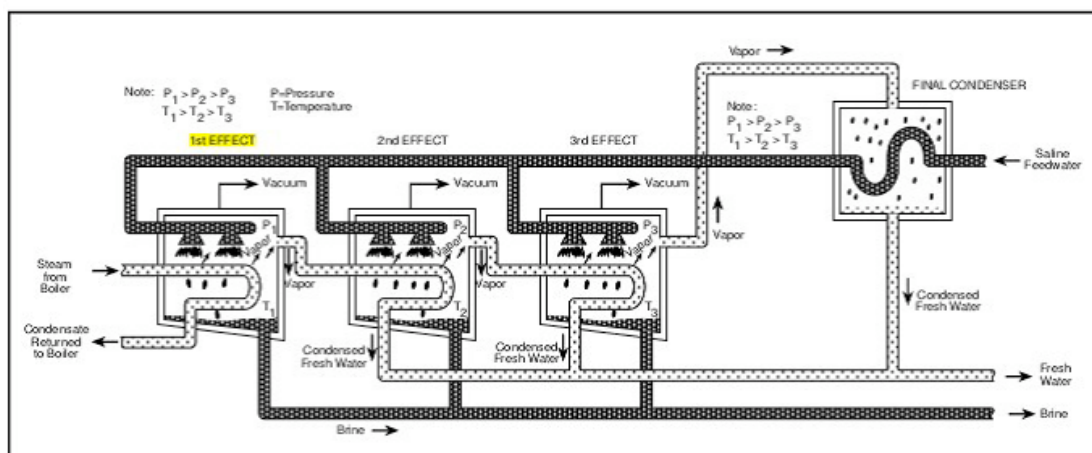 Vapor
FINAL CONDENSER
Note: P1 > P2 > P3
T1 > T2 > T3
P=Pressure
T=Temperature
Note:
P1 > P2 > P3
T1 > T2 > T3
1st EFFECT
2nd EFFECT
3rd EFFECT
Saline
Feedwater
Vacuum
Vacuum
Vacuum
P1
P2
P3
Vapor
Vapor
Vapor
Steam
from
Boiler
Vapor
Vapor
Vapor
T1
T2
T3
Condensate
Returned
to Boiler
Condensed
Fresh Water
Condensed
Fresh Water
Condensed
Fresh Water
Fresh
Water
Brine
Brine